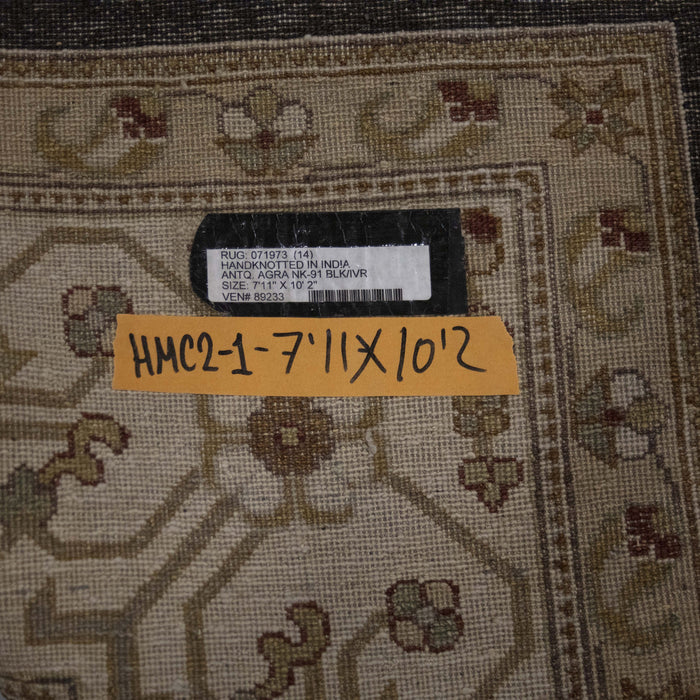 RUG: 071973 (14)
HANDKNOTTED IN INDIA
ANTQ. AGRA NK-91 BLK/IVR
SIZE: 7'11" X 10' 2"
VEN# 89233
HMC2-1-7'11X10'2